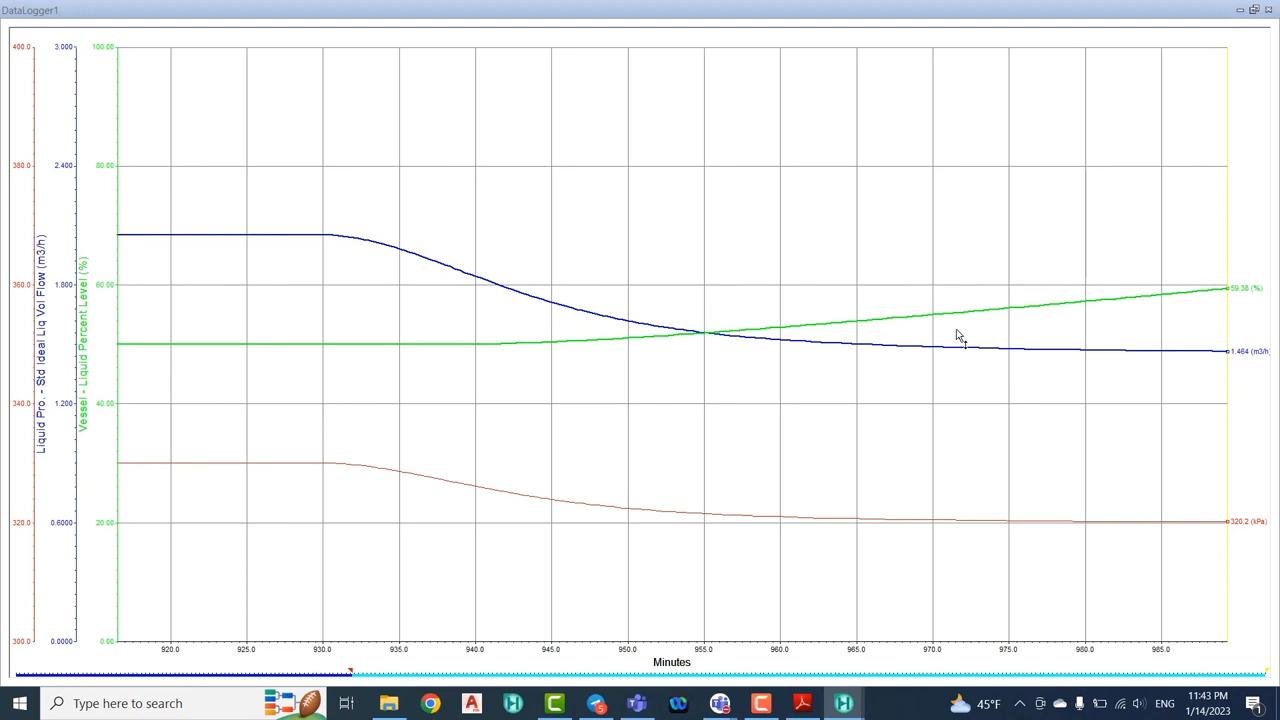 DataLogger1
400.0
380.0
360.0
340.0
320.0
300.0
3.000
2.400
1.800
1.200
0.6000
0.0000
Liquid Pro. - Std Ideal Liq Vol Flow (m3/h)
100.00
80.00
60.00
40.00
20.00
0.00
Vessel - Liquid Percent Level (%)
59.38 (%)
1.464 (m3/h
320.2 (kPa)
920.0 925.0 930.0 935.0 940.0 945.0 950.0 955.0 960.0 965.0 970.0 975.0 980.0 985.0
Minutes
Type here to search
45°F
ENG
11:43 PM
1/14/2023